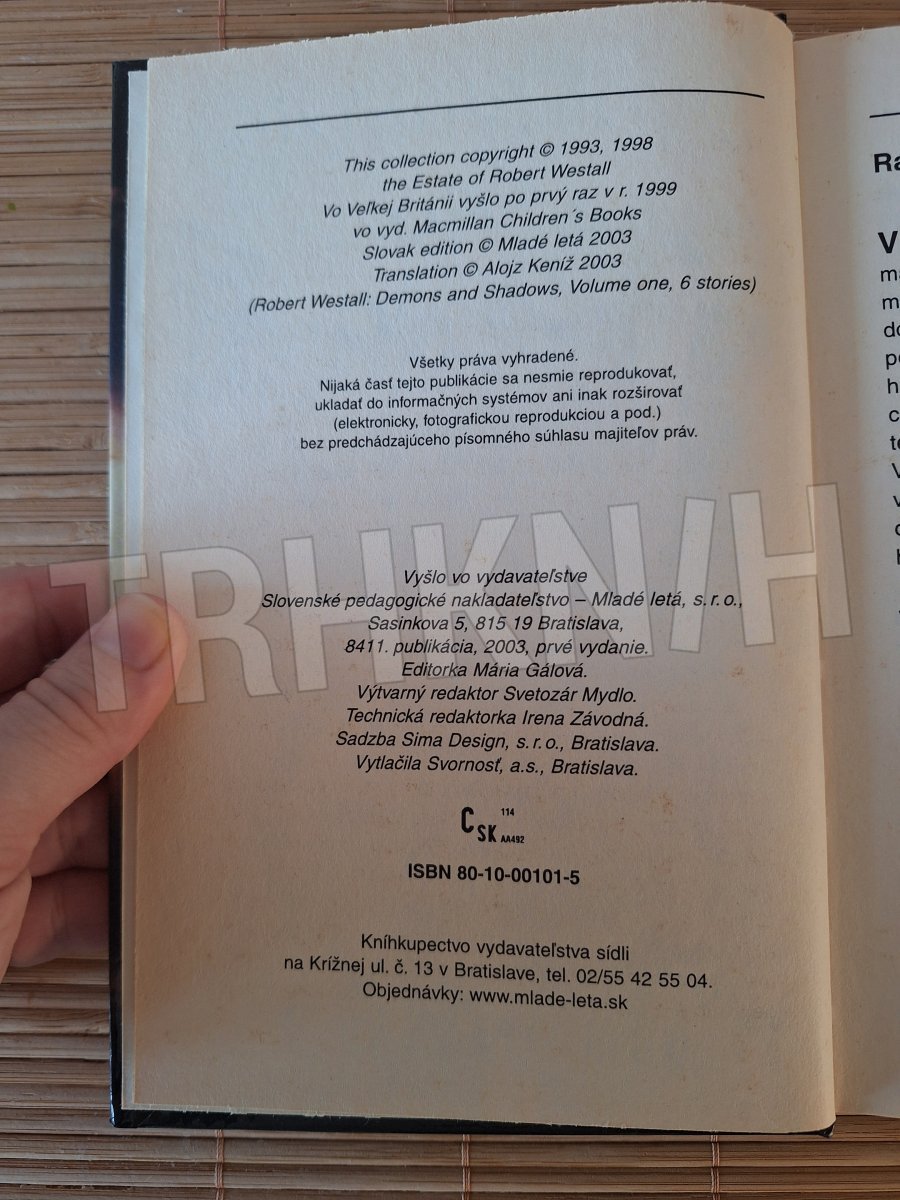 This collection copyright © 1993, 1998
the Estate of Robert Westall
Vo Veľkej Británii vyšlo po prvý raz v r. 1999
vo vyd. Macmillan Children´s Books
Slovak edition © Mladé letá 2003
Translation © Alojz Keníž 2003
(Robert Westall: Demons and Shadows, Volume one, 6 stories)
Všetky práva vyhradené.
Nijaká časť tejto publikácie sa nesmie reprodukovať,
ukladať do informačných systémov ani inak rozširovať
(elektronicky, fotografickou reprodukciou a pod.)
bez predchádzajúceho písomného súhlasu majiteľov práv.
TRHKNIH
Vyšlo vo vydavateľstve
Slovenské pedagogické nakladateľstvo – Mladé letá, s. r. o.,
Sasinkova 5, 815 19 Bratislava,
8411. publikácia, 2003, prvé vydanie.
Editorka Mária Gálová.
Výtvarný redaktor Svetozár Mydlo.
Technická redaktorka Irena Závodná.
Sadzba Sima Design, s. r. o., Bratislava.
Vytlačila Svornosť, a.s., Bratislava.
C SK 114 AA492
ISBN 80-10-00101-5
Kníhkupectvo vydavateľstva sídli
na Krížnej ul. č. 13 v Bratislave, tel. 02/55 42 55 04.
Objednávky: www.mlade-leta.sk